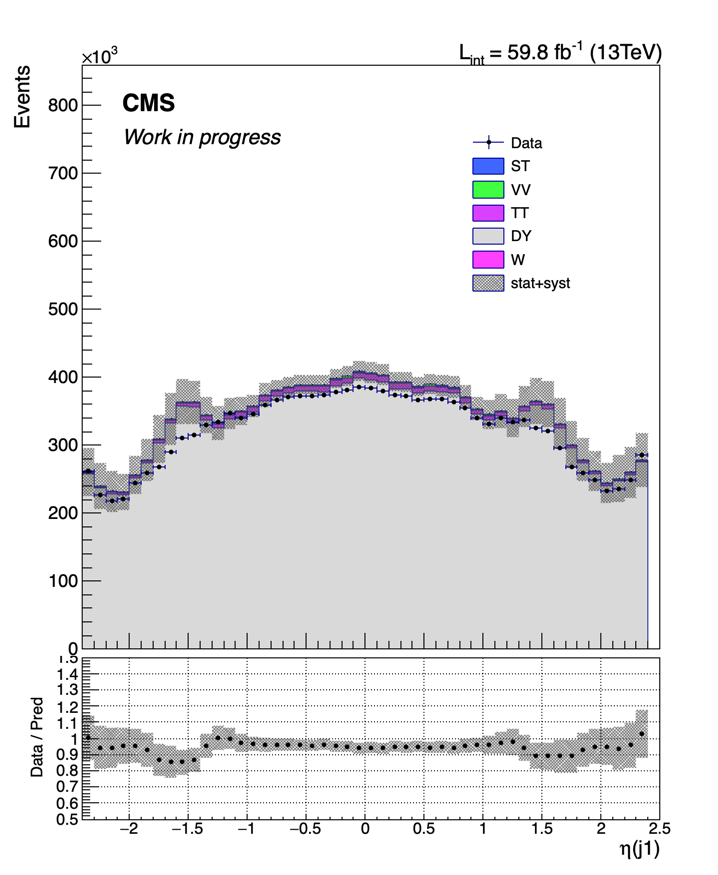 ×10³
L_int = 59.8 fb⁻¹ (13TeV)
Events
CMS
Work in progress
Data
ST
VV
TT
DY
W
stat+syst
800
700
600
500
400
300
200
100
0
Data / Pred
1.5
1.4
1.3
1.2
1.1
1
0.9
0.8
0.7
0.6
0.5
−2 −1.5 −1 −0.5 0 0.5 1 1.5 2 2.5
η(j1)